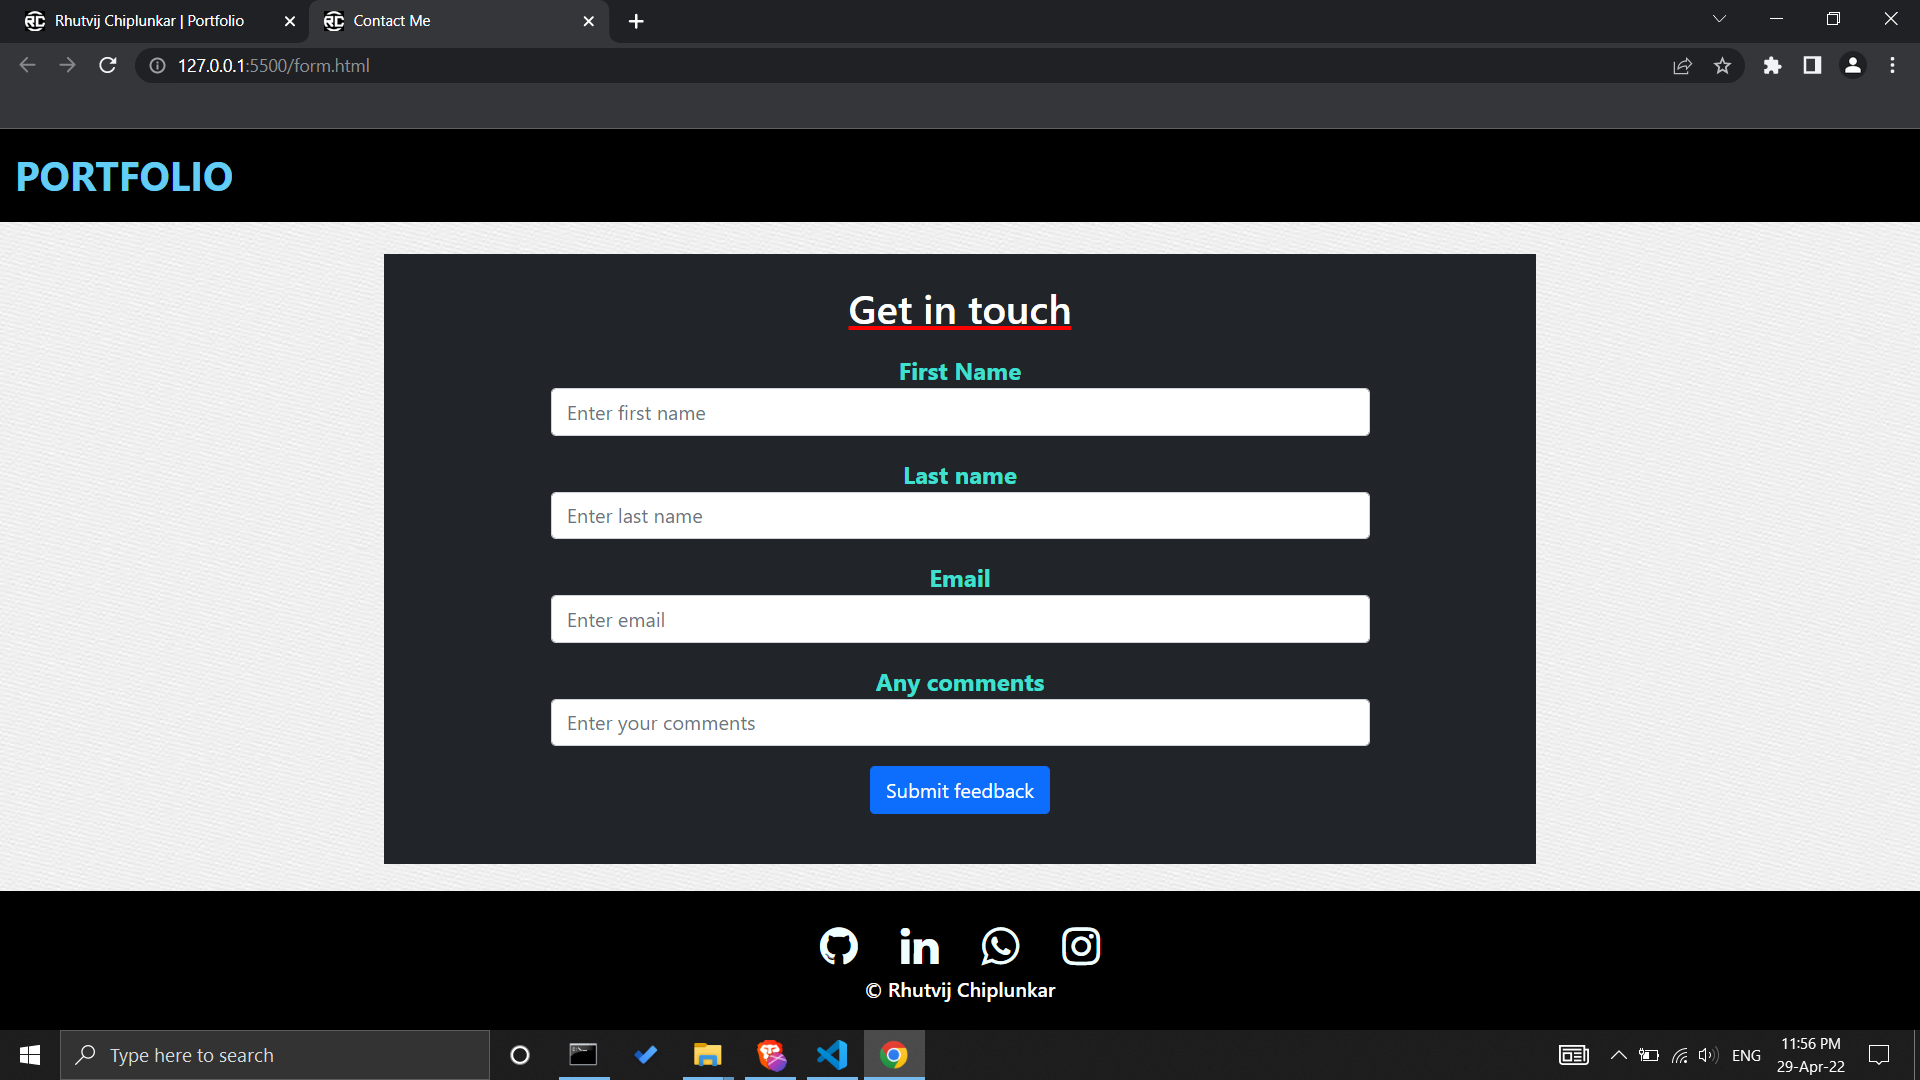 Rhutvij Chiplunkar | Portfolio
Contact Me
127.0.0.1:5500/form.html
PORTFOLIO
Get in touch
First Name
Enter first name
Last name
Enter last name
Email
Enter email
Any comments
Enter your comments
Submit feedback
© Rhutvij Chiplunkar
Type here to search
ENG
11:56 PM
29-Apr-22